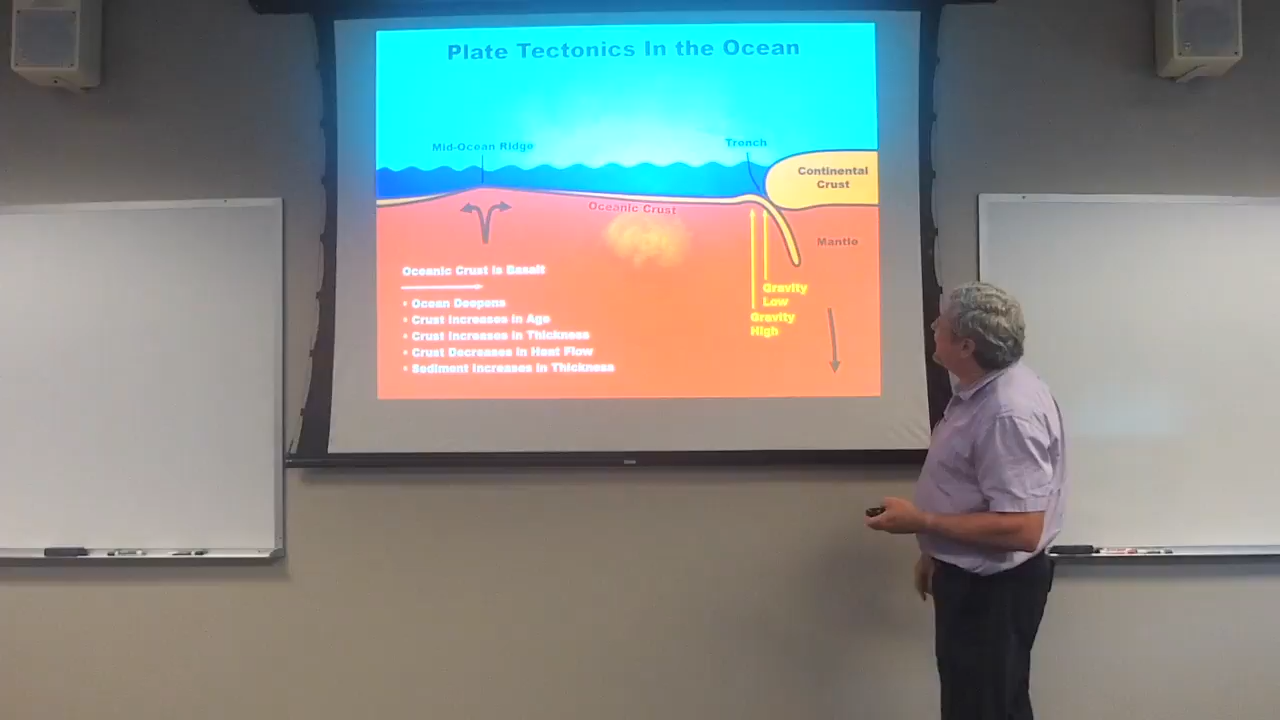 Plate Tectonics In the Ocean
Mid-Ocean Ridge
Trench
Continental
Crust
Oceanic Crust
Mantle
Oceanic Crust is Basalt
• Ocean Deepens
• Crust Increases in Age
• Crust Increases in Thickness
• Crust Decreases in Heat Flow
• Sediment Increases in Thickness
Gravity
Low
Gravity
High